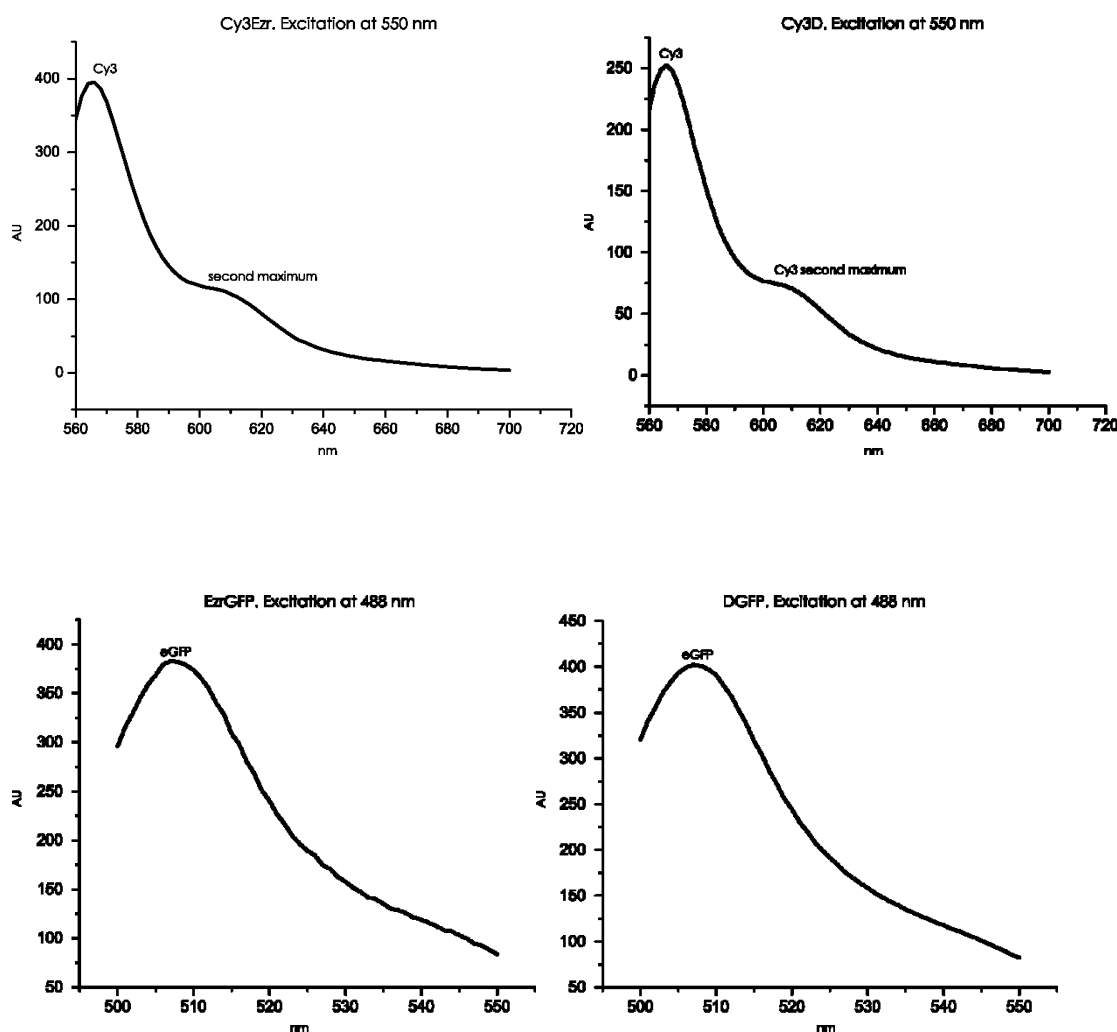 Cy3Ezr. Excitation at 550 nm
Cy3
400
300
200
100
0
AU
second maximum
560 580 600 620 640 660 680 700 720
nm
Cy3D. Excitation at 550 nm
Cy3
250
200
150
100
50
0
AU
Cy3 second maximum
560 580 600 620 640 660 680 700 720
nm
EzrGFP. Excitation at 488 nm
eGFP
400
350
300
250
200
150
100
50
AU
500 510 520 530 540 550
nm
DGFP. Excitation at 488 nm
eGFP
450
400
350
300
250
200
150
100
50
AU
500 510 520 530 540 550
nm